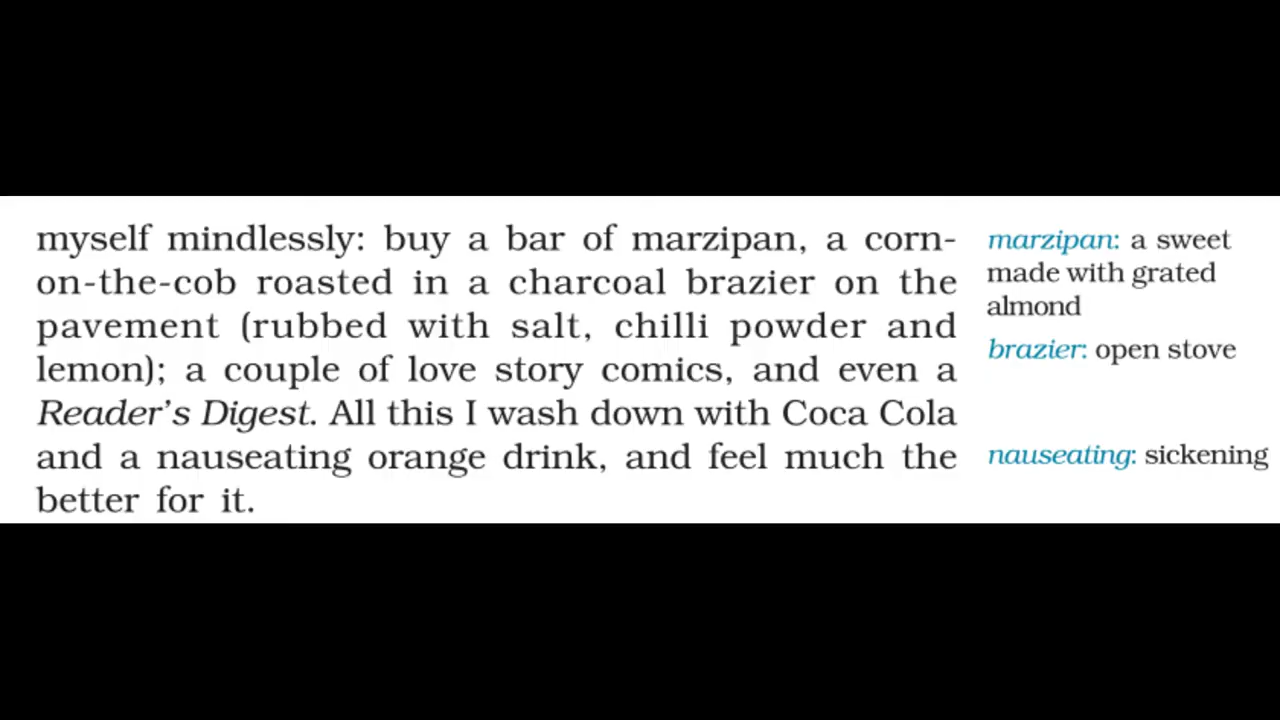 myself mindlessly: buy a bar of marzipan, a corn-
on-the-cob roasted in a charcoal brazier on the
pavement (rubbed with salt, chilli powder and
lemon); a couple of love story comics, and even a
Reader's Digest. All this I wash down with Coca Cola
and a nauseating orange drink, and feel much the
better for it.
marzipan: a sweet
made with grated
almond
brazier: open stove
nauseating: sickening